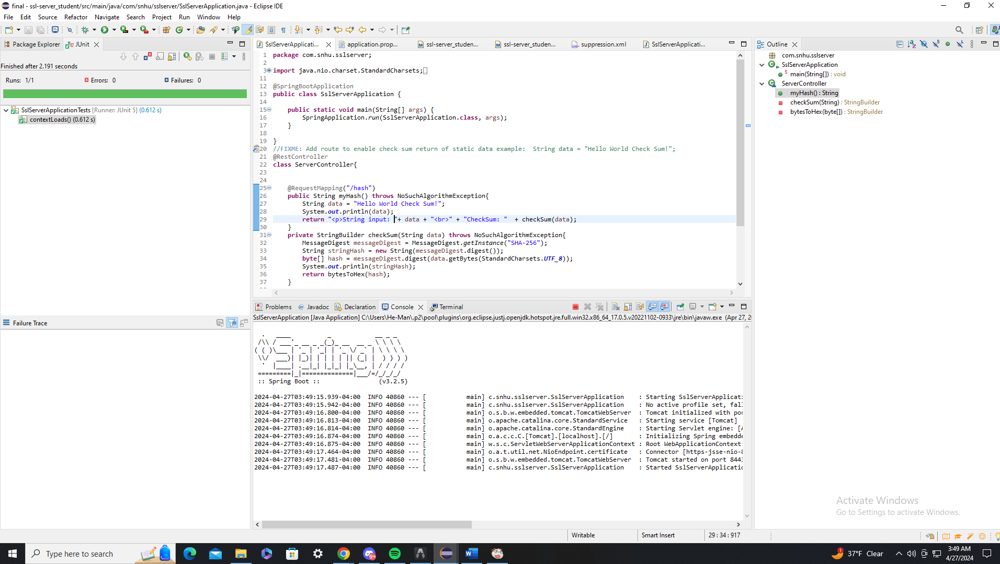 final - ssl-server_student/src/main/java/com/snhu/sslserver/SslServerApplication.java - Eclipse IDE
File Edit Source Refactor Navigate Search Project Run Window Help
Package Explorer JUnit
Finished after 2.191 seconds
Runs: 1/1 Errors: 0 Failures: 0
SslServerApplicationTests [Runner: JUnit 5] (0.612 s)
contextLoads() (0.612 s)
Failure Trace
SslServerApplicati... application.prop... ssl-server_studen... ssl-server_studen... suppression.xml SslServerApplicati...
1 package com.snhu.sslserver;
2
3 import java.nio.charset.StandardCharsets;
11
12 @SpringBootApplication
13 public class SslServerApplication {
14
15 public static void main(String[] args) {
16 SpringApplication.run(SslServerApplication.class, args);
17 }
18
19 }
20 //FIXME: Add route to enable check sum return of static data example:  String data = "Hello World Check Sum!";
21 @RestController
22 class ServerController{
23
24
25 @RequestMapping("/hash")
26 public String myHash() throws NoSuchAlgorithmException{
27 String data = "Hello World Check Sum!";
28 System.out.println(data);
29 return "<p>String input: "+ data + "<br>" + "CheckSum: "  + checkSum(data);
30 }
31 private StringBuilder checkSum(String data) throws NoSuchAlgorithmException{
32 MessageDigest messageDigest = MessageDigest.getInstance("SHA-256");
33 String stringHash = new String(messageDigest.digest());
34 byte[] hash = messageDigest.digest(data.getBytes(StandardCharsets.UTF_8));
35 System.out.println(stringHash);
36 return bytesToHex(hash);
37 }
Problems Javadoc Declaration Console Terminal
SslServerApplication [Java Application] C:\Users\He-Man\.p2\pool\plugins\org.eclipse.justj.openjdk.hotspot.jre.full.win32.x86_64_17.0.5.v20221102-0933\jre\bin\javaw.exe (Apr 27, 20
Spring
:: Spring Boot :: (v3.2.5)
2024-04-27T03:49:15.939-04:00 INFO 40860 --- [ main] c.snhu.sslserver.SslServerApplication : Starting SslServerApplicati
2024-04-27T03:49:15.942-04:00 INFO 40860 --- [ main] c.snhu.sslserver.SslServerApplication : No active profile set, fal
2024-04-27T03:49:16.800-04:00 INFO 40860 --- [ main] o.s.b.w.embedded.tomcat.TomcatWebServer : Tomcat initialized with por
2024-04-27T03:49:16.813-04:00 INFO 40860 --- [ main] o.apache.catalina.core.StandardService : Starting service [Tomcat]
2024-04-27T03:49:16.814-04:00 INFO 40860 --- [ main] o.apache.catalina.core.StandardEngine : Starting Servlet engine: [A
2024-04-27T03:49:16.874-04:00 INFO 40860 --- [ main] o.a.c.c.C.[Tomcat].[localhost].[/] : Initializing Spring embedde
2024-04-27T03:49:16.875-04:00 INFO 40860 --- [ main] w.s.c.ServletWebServerApplicationContext : Root WebApplicationContext:
2024-04-27T03:49:17.464-04:00 INFO 40860 --- [ main] o.a.t.util.net.NioEndpoint.certificate : Connector [https-jsse-nio-8
2024-04-27T03:49:17.481-04:00 INFO 40860 --- [ main] o.s.b.w.embedded.tomcat.TomcatWebServer : Tomcat started on port 8443
2024-04-27T03:49:17.487-04:00 INFO 40860 --- [ main] c.snhu.sslserver.SslServerApplication : Started SslServerApplicatio
Outline
com.snhu.sslserver
SslServerApplication
main(String[]) : void
ServerController
myHash() : String
checkSum(String) : StringBuilder
bytesToHex(byte[]) : StringBuilder
Activate Windows
Go to Settings to activate Windows.
Writable Smart Insert 29 : 34 : 917
Type here to search
9+
1 37°F Clear
3:49 AM
4/27/2024